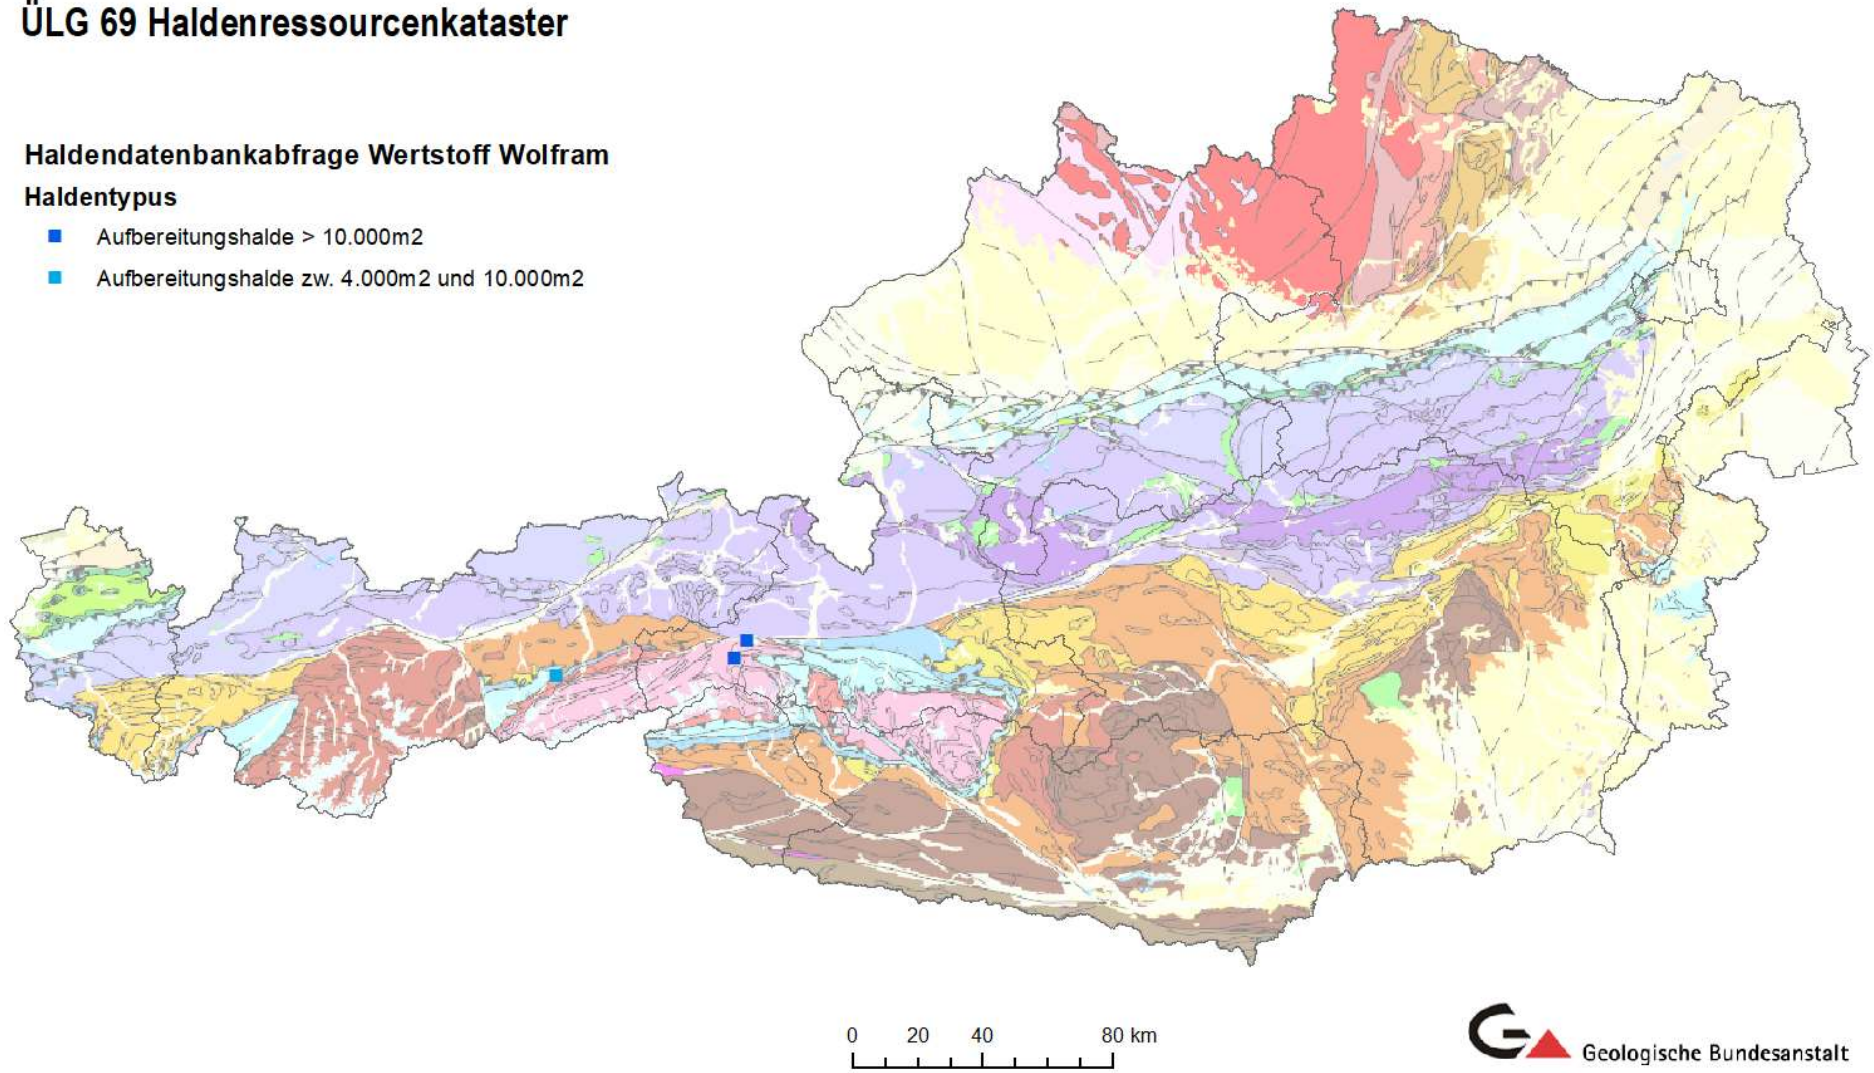 ÜLG 69 Haldenressourcenkataster
Haldendatenbankabfrage Wertstoff Wolfram
Haldentypus
Aufbereitungshalde > 10.000m2
Aufbereitungshalde zw. 4.000m2 und 10.000m2
0 20 40 80 km
Geologische Bundesanstalt